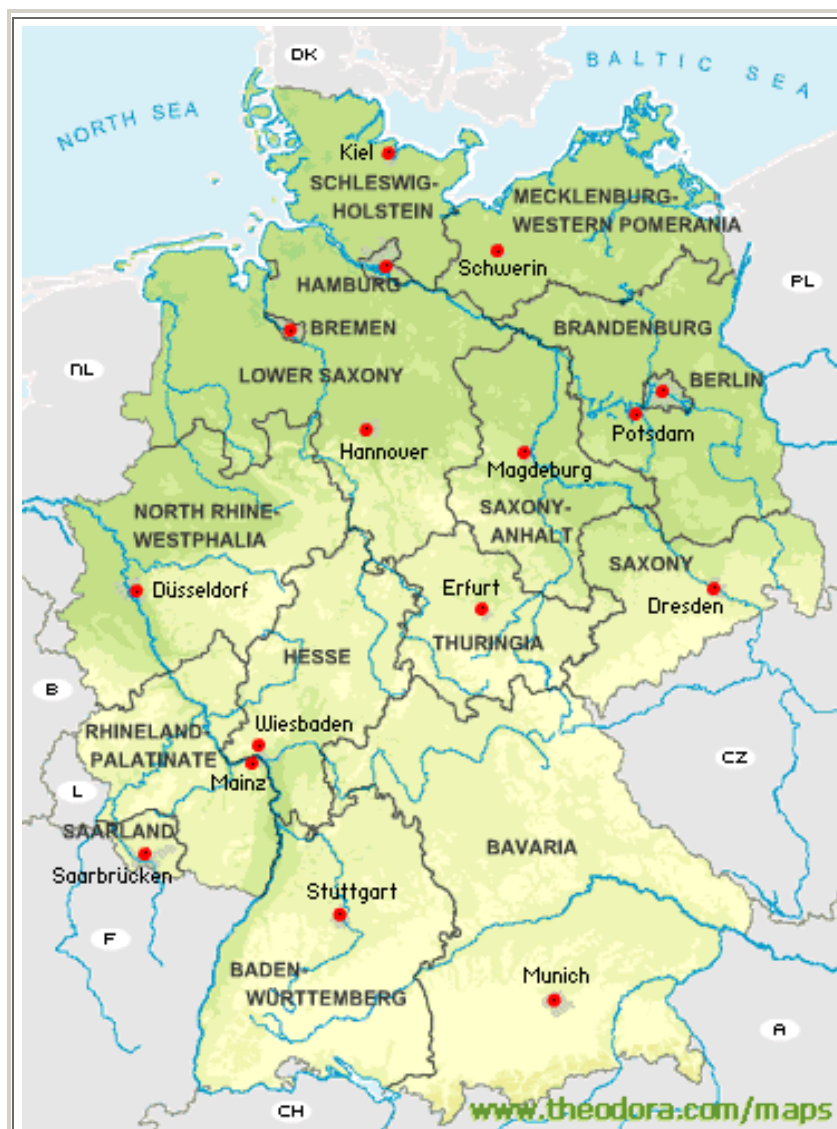 DK
BALTIC SEA
NORTH SEA
Kiel
SCHLESWIG-
HOLSTEIN
MECKLENBURG-
WESTERN POMERANIA
Schwerin
HAMBURG
PL
BREMEN
BRANDENBURG
NL
LOWER SAXONY
BERLIN
Potsdam
Hannover
Magdeburg
NORTH RHINE-
WESTPHALIA
SAXONY-
ANHALT
SAXONY
Düsseldorf
Erfurt
Dresden
THURINGIA
HESSE
B
Wiesbaden
RHINELAND-
PALATINATE
Mainz
CZ
L
SAARLAND
Saarbrücken
BAVARIA
Stuttgart
F
BADEN-
WÜRTTEMBERG
Munich
A
CH
www.theodora.com/maps